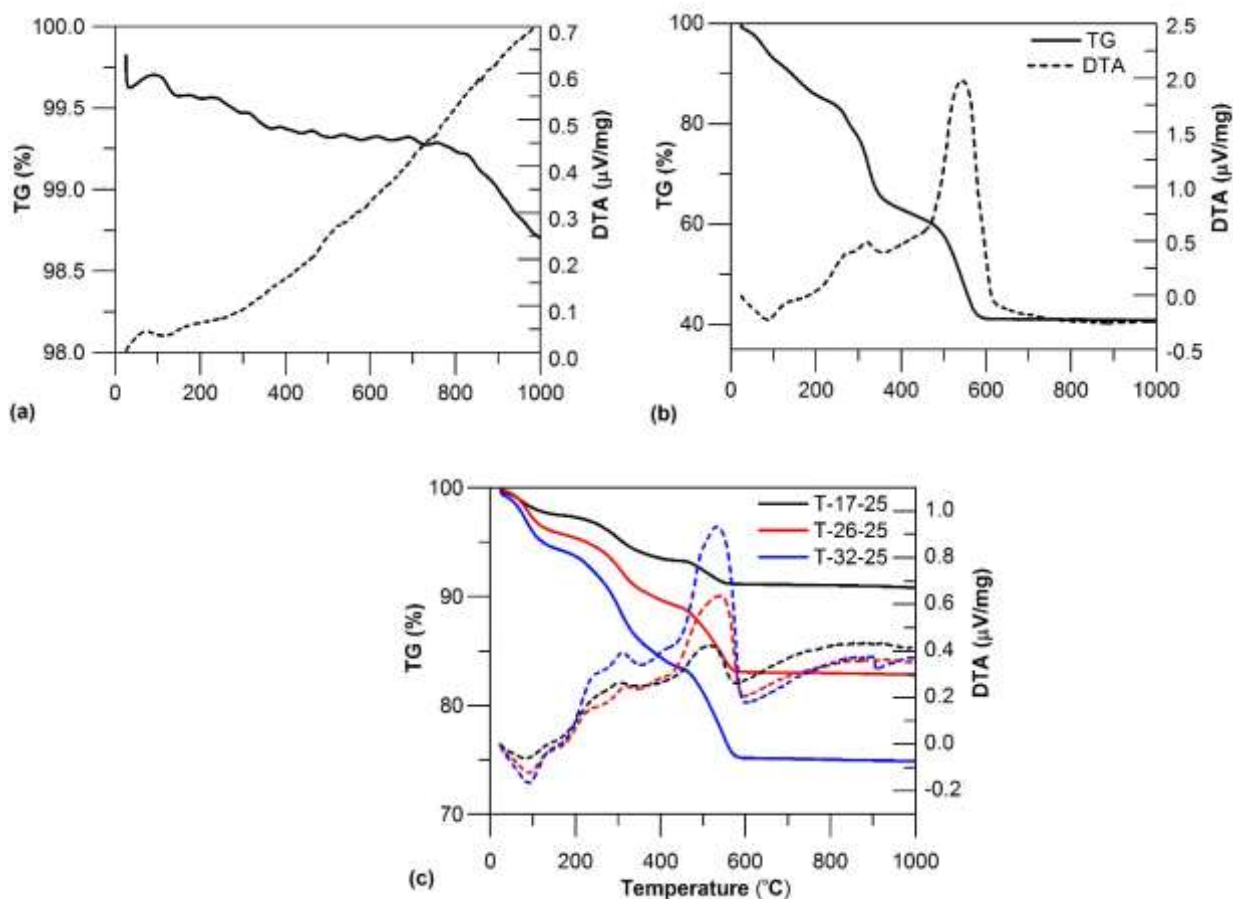 100.0
99.5
99.0
98.5
98.0
TG (%)
0 200 400 600 800 1000
0.7
0.6
0.5
0.4
0.3
0.2
0.1
0.0
DTA (μV/mg)
(a)
100
80
60
40
TG (%)
TG
DTA
0 200 400 600 800 1000
2.5
2.0
1.5
1.0
0.5
0.0
-0.5
DTA (μV/mg)
(b)
100
90
80
70
TG (%)
T-17-25
T-26-25
T-32-25
1.0
0.8
0.6
0.4
0.2
0.0
-0.2
DTA (μV/mg)
0 200 400 600 800 1000
Temperature (°C)
(c)